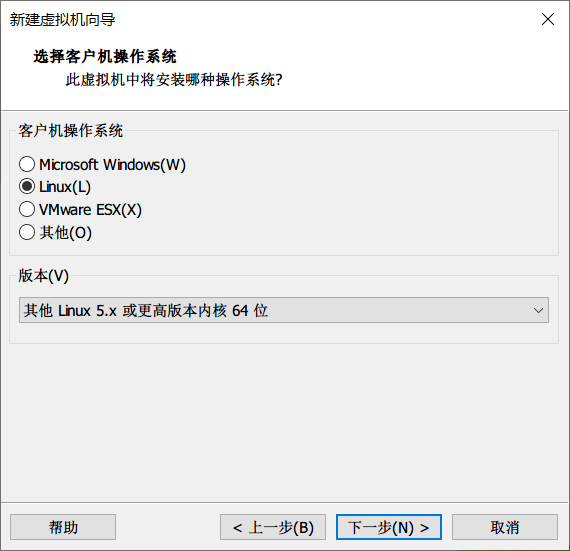 新建虚拟机向导
选择客户机操作系统
此虚拟机中将安装哪种操作系统?
客户机操作系统
Microsoft Windows(W)
Linux(L)
VMware ESX(X)
其他(O)
版本(V)
其他 Linux 5.x 或更高版本内核 64 位
帮助
< 上一步(B)
下一步(N) >
取消